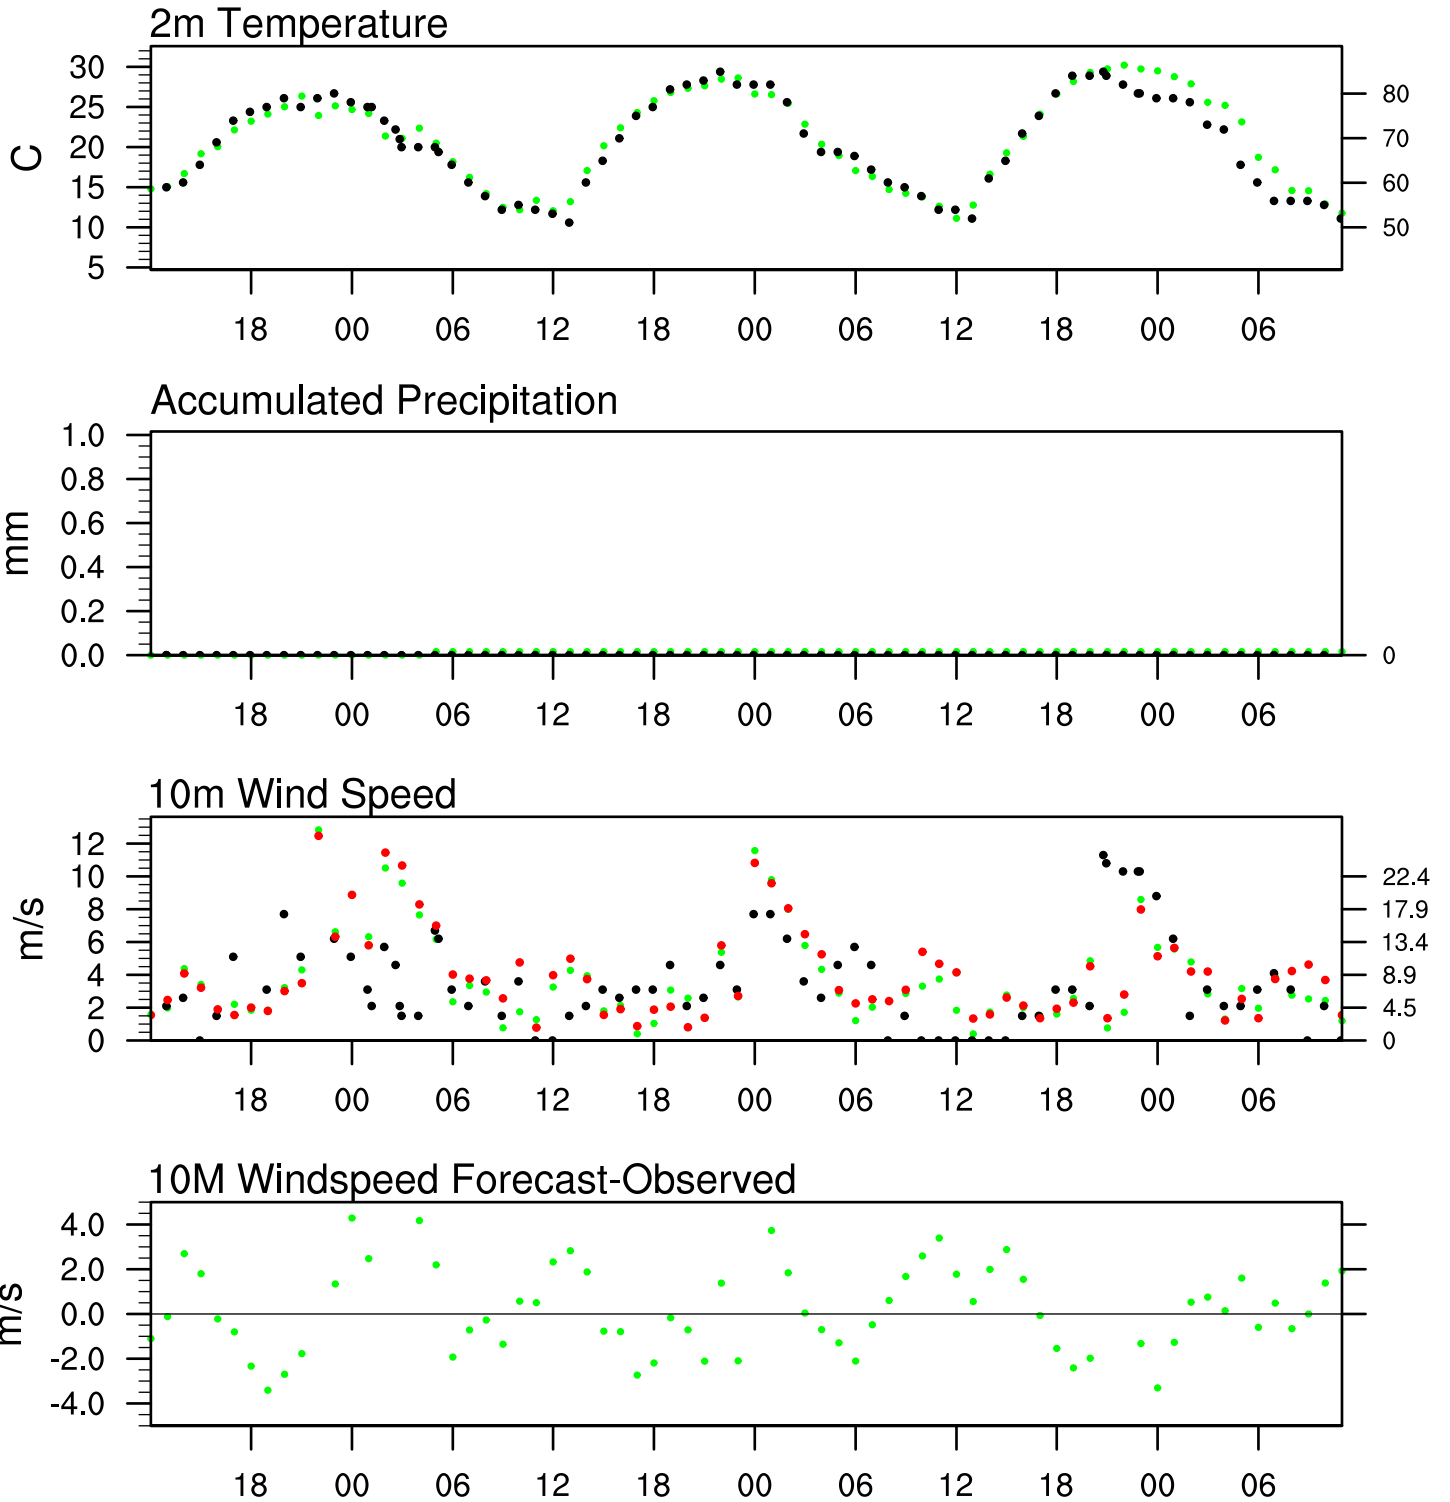 2m Temperature
30
25
20
15
10
5
C
80
70
60
50
18 00 06 12 18 00 06 12 18 00 06
Accumulated Precipitation
1.0
0.8
0.6
0.4
0.2
0.0
mm
0
18 00 06 12 18 00 06 12 18 00 06
10m Wind Speed
12
10
8
6
4
2
0
m/s
22.4
17.9
13.4
8.9
4.5
0
18 00 06 12 18 00 06 12 18 00 06
10M Windspeed Forecast-Observed
4.0
2.0
0.0
-2.0
-4.0
m/s
18 00 06 12 18 00 06 12 18 00 06